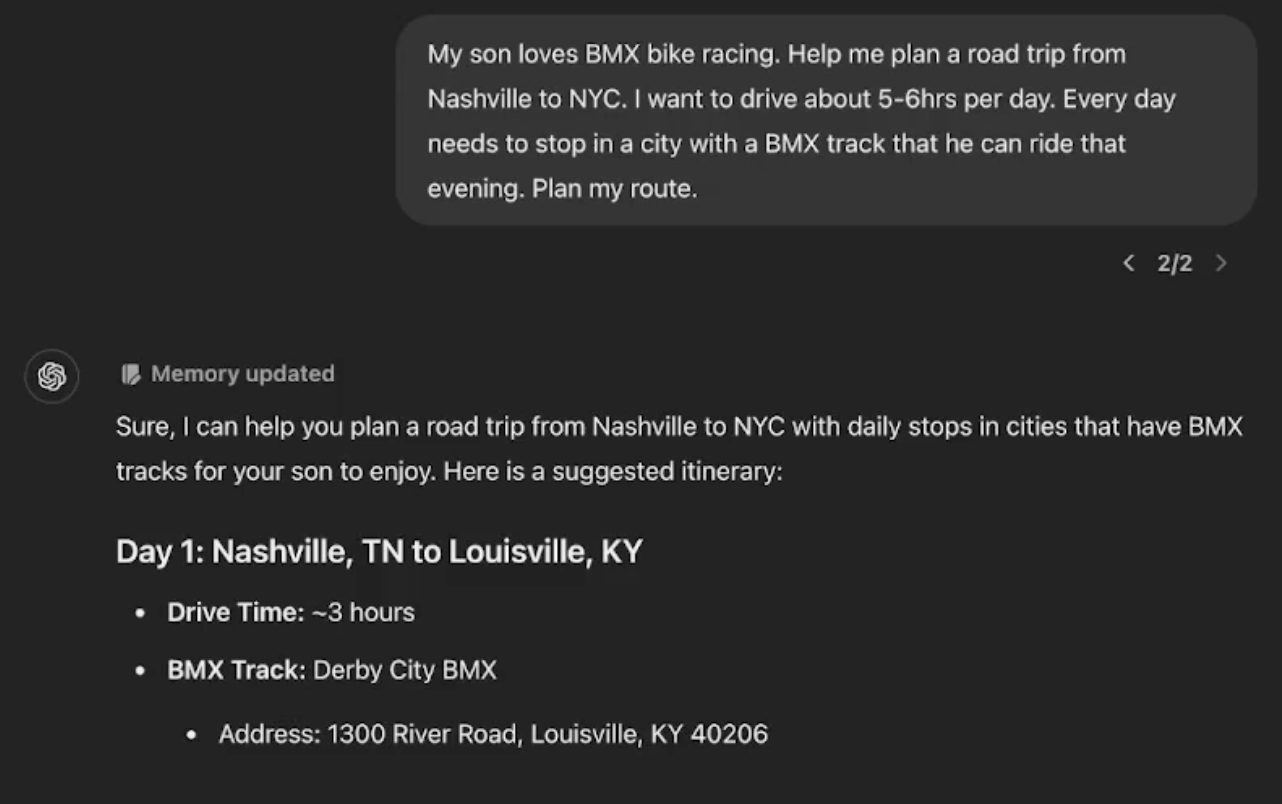 My son loves BMX bike racing. Help me plan a road trip from
Nashville to NYC. I want to drive about 5-6hrs per day. Every day
needs to stop in a city with a BMX track that he can ride that
evening. Plan my route.
2/2
Memory updated
Sure, I can help you plan a road trip from Nashville to NYC with daily stops in cities that have BMX
tracks for your son to enjoy. Here is a suggested itinerary:
Day 1: Nashville, TN to Louisville, KY
• Drive Time: ~3 hours
• BMX Track: Derby City BMX
• Address: 1300 River Road, Louisville, KY 40206